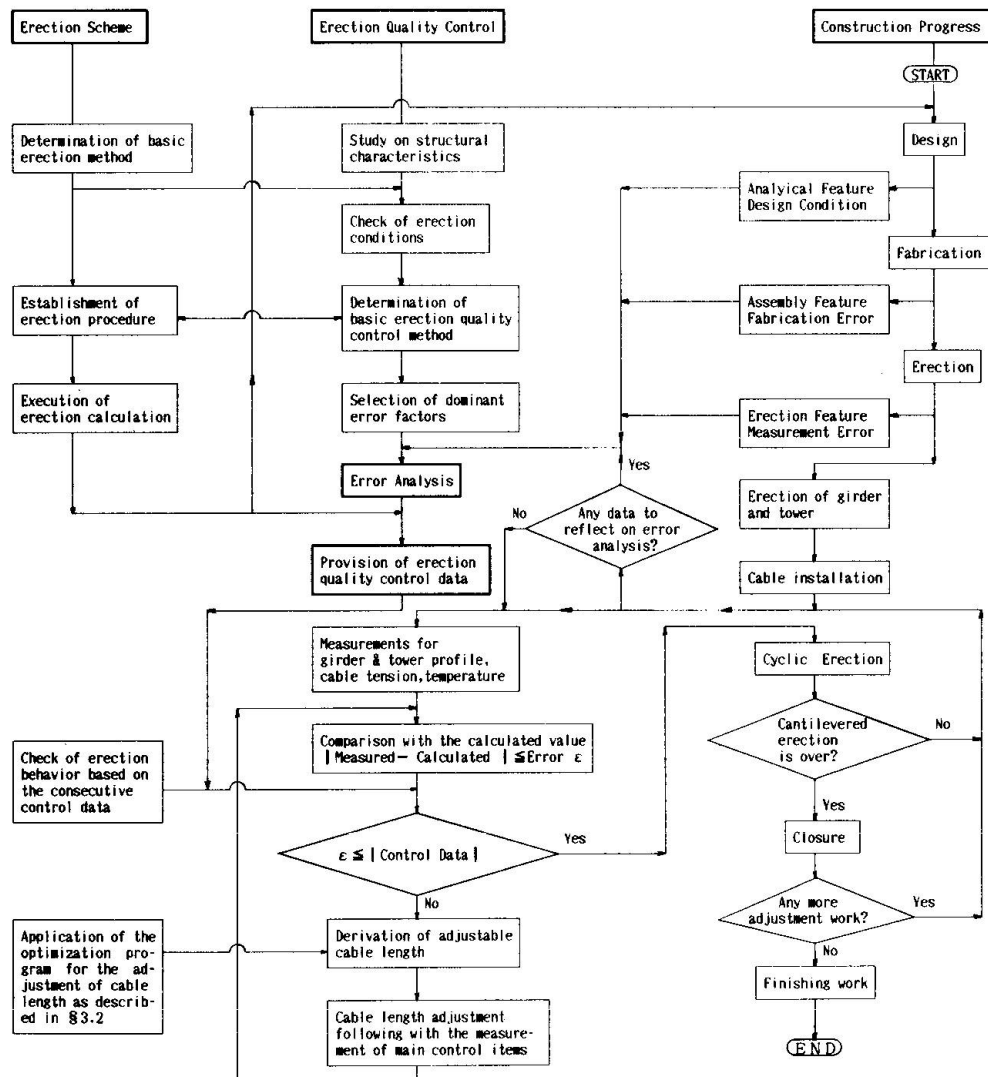 Erection Scheme
Erection Quality Control
Construction Progress
START
Determination of basic
erection method
Study on structural
characteristics
Design
Analyical Feature
Design Condition
Check of erection
conditions
Fabrication
Establishment of
erection procedure
Determination of
basic erection quality
control method
Assembly Feature
Fabrication Error
Erection
Execution of
erection calculation
Selection of dominant
error factors
Erection Feature
Measurement Error
Yes
Error Analysis
No
Any data to
reflect on error
analysis?
Erection of girder
and tower
Provision of erection
quality control data
Cable installation
Measurements for
girder & tower profile,
cable tension,temperature
Cyclic Erection
Comparison with the calculated value
|Measured− Calculated |≦Error ε
Cantilevered
erection
is over?
No
Check of erection
behavior based on
the consecutive
control data
Yes
ε≦|Control Data|
Yes
Closure
No
Any more
adjustment work?
Yes
No
Application of the
optimization pro-
gram for the ad-
justment of cable
length as describ-
ed in §3.2
Derivation of adjustable
cable length
Finishing work
Cable length adjustment
following with the measure-
ment of main control items
END